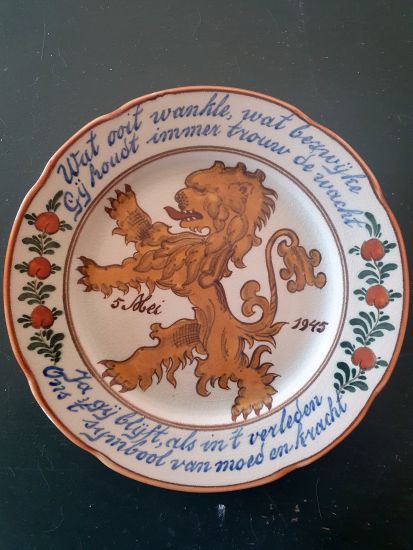 Wat ooit wankle, wat bezwijke
Gij houdt immer trouw de wacht
5 Mei 1945
Ja, gij blijft, als in 't verleden
Ons 't symbool van moed en kracht